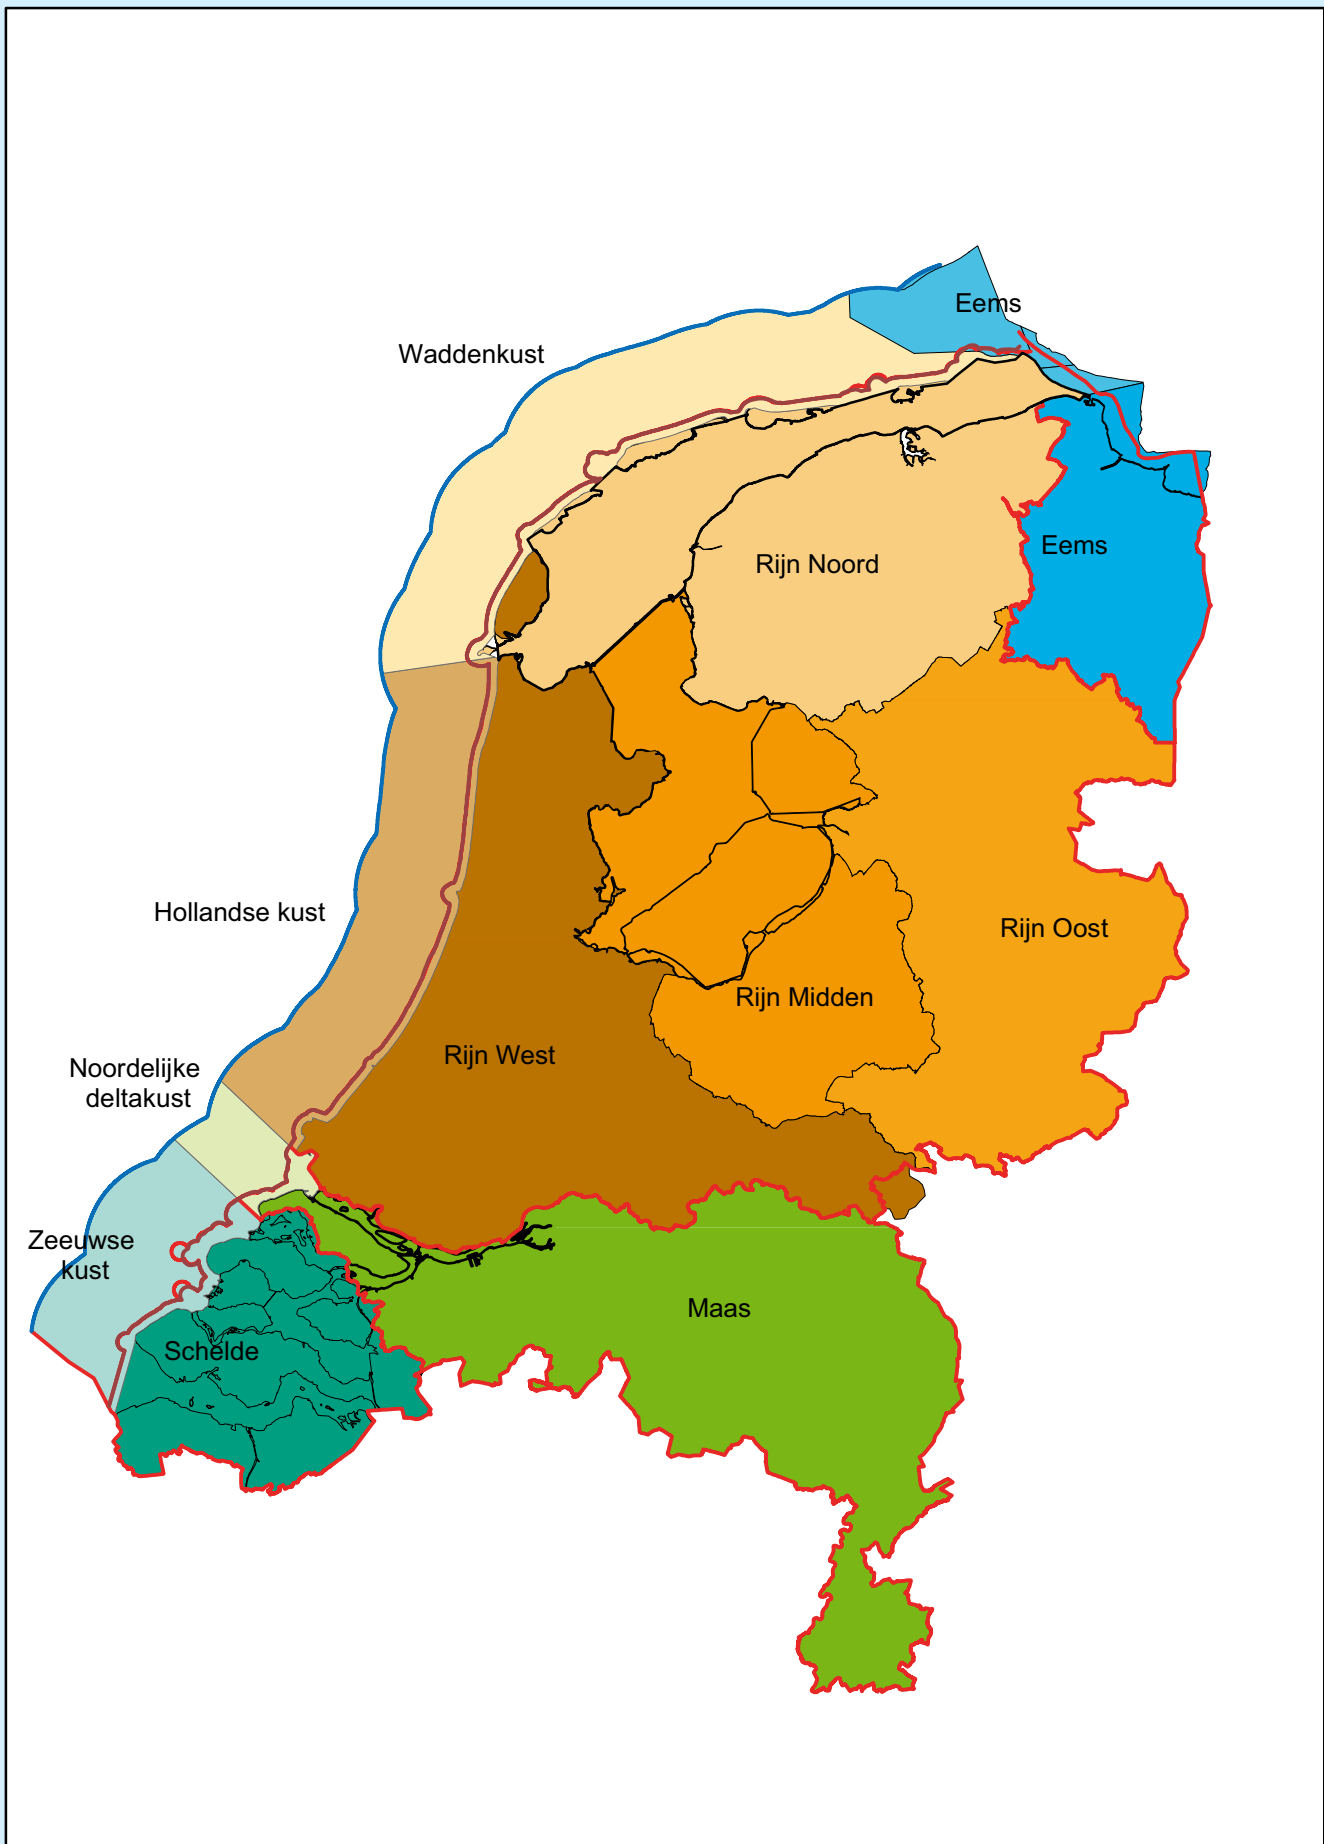 Eems
Waddenkust
Eems
Rijn Noord
Hollandse kust
Rijn Oost
Rijn Midden
Rijn West
Noordelijke
deltakust
Zeeuwse
kust
Maas
Schelde